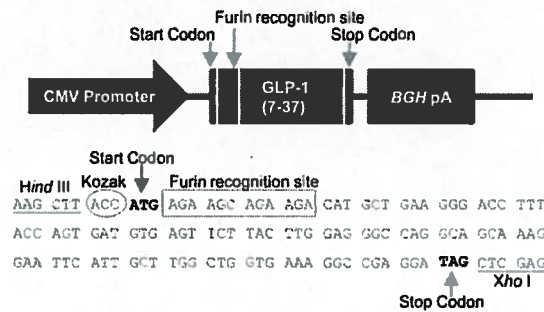 Furin recognition site
Start Codon
Stop Codon
CMV Promoter
GLP-1
(7-37)
BGH pA
Start Codon
Hind III Kozak Furin recognition site
AAG CTT ACC ATG AGA AGC AGA AGA CAT GCT GAA GGG ACC TTT
ACC AGT GAT GTG AGT TCT TAC TTG GAG GGC CAG GCA GCA AAG
GAA TTC ATT GCT TGG CTG GTG AAA GGC CGA GGA TAG CTC GAG
Xho I
Stop Codon